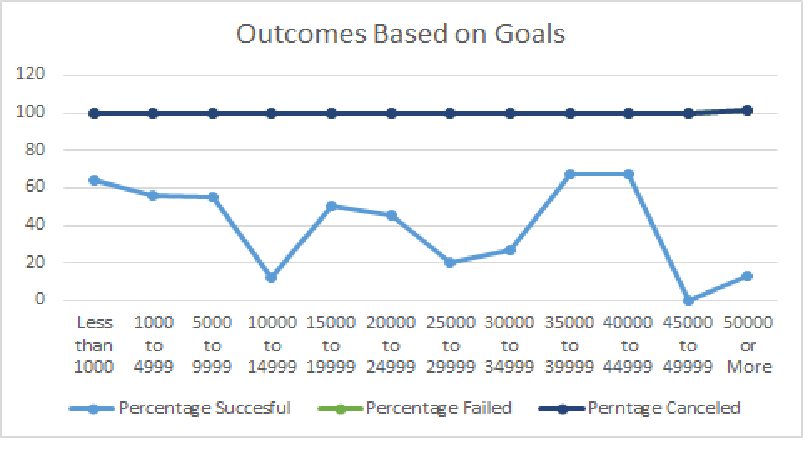 Outcomes Based on Goals
120
100
80
60
40
20
0
Less than 1000
1000 to 4999
5000 to 9999
10000 to 14999
15000 to 19999
20000 to 24999
25000 to 29999
30000 to 34999
35000 to 39999
40000 to 44999
45000 to 49999
50000 or More
Percentage Succesful
Percentage Failed
Perntage Canceled